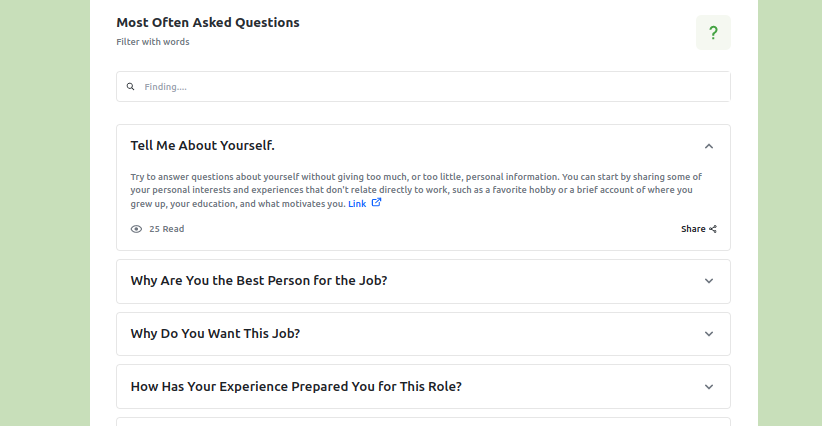 Most Often Asked Questions
Filter with words
?
Finding....
Tell Me About Yourself.
Try to answer questions about yourself without giving too much, or too little, personal information. You can start by sharing some of
your personal interests and experiences that don't relate directly to work, such as a favorite hobby or a brief account of where you
grew up, your education, and what motivates you. Link
25 Read
Share
Why Are You the Best Person for the Job?
Why Do You Want This Job?
How Has Your Experience Prepared You for This Role?